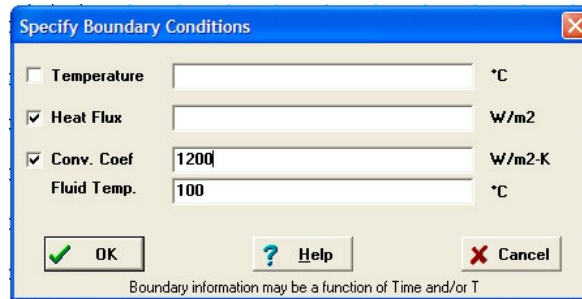 Specify Boundary Conditions
Temperature *C
Heat Flux W/m2
Conv. Coef 1200 W/m2-K
Fluid Temp. 100 *C
OK Help Cancel
Boundary information may be a function of Time and/or T